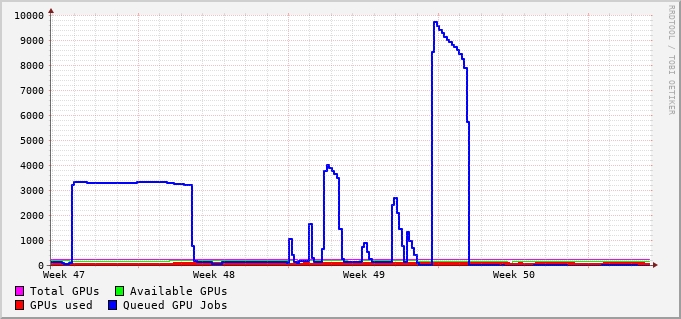 10000
9000
8000
7000
6000
5000
4000
3000
2000
1000
0
Week 47 Week 48 Week 49 Week 50
Total GPUs Available GPUs
GPUs used Queued GPU Jobs
RRDTOOL / TOBI OETIKER